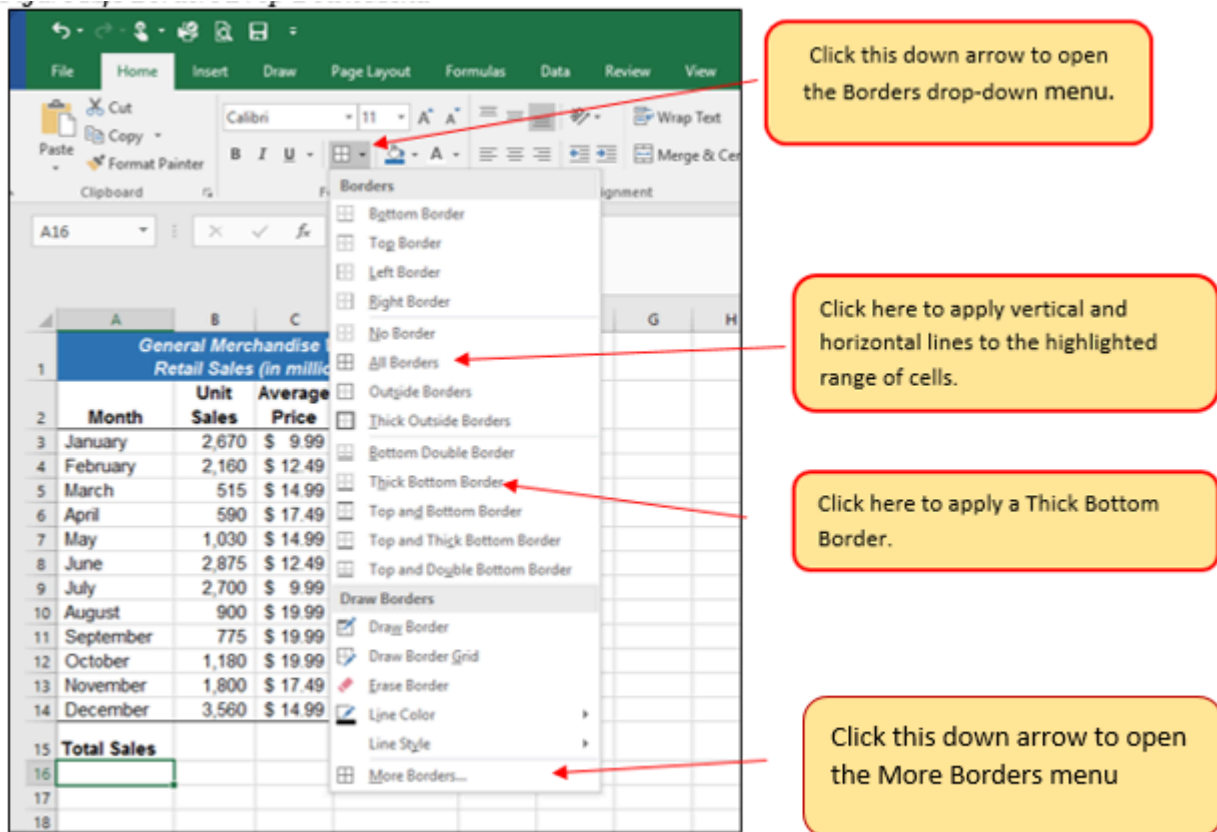 File Home Insert Draw Page Layout Formulas Data Review View
Cut
Copy
Paste
Format Painter
Clipboard
Calibri 11 A A
B I U A
Wrap Text
Merge & Cen
ignment
A16 fx
Borders
Bottom Border
Top Border
Left Border
Right Border
No Border
All Borders
Outside Borders
Thick Outside Borders
Bottom Double Border
Thick Bottom Border
Top and Bottom Border
Top and Thick Bottom Border
Top and Double Bottom Border
Draw Borders
Draw Border
Draw Border Grid
Erase Border
Line Color
Line Style
More Borders...
A B C G H
1 General Merchandise
Retail Sales (in millio
2 Month Unit Sales Average Price
3 January 2,670 $ 9.99
4 February 2,160 $ 12.49
5 March 515 $ 14.99
6 April 590 $ 17.49
7 May 1,030 $ 14.99
8 June 2,875 $ 12.49
9 July 2,700 $ 9.99
10 August 900 $ 19.99
11 September 775 $ 19.99
12 October 1,180 $ 19.99
13 November 1,800 $ 17.49
14 December 3,560 $ 14.99
15 Total Sales
16
17
18
Click this down arrow to open
the Borders drop-down menu.
Click here to apply vertical and
horizontal lines to the highlighted
range of cells.
Click here to apply a Thick Bottom
Border.
Click this down arrow to open
the More Borders menu